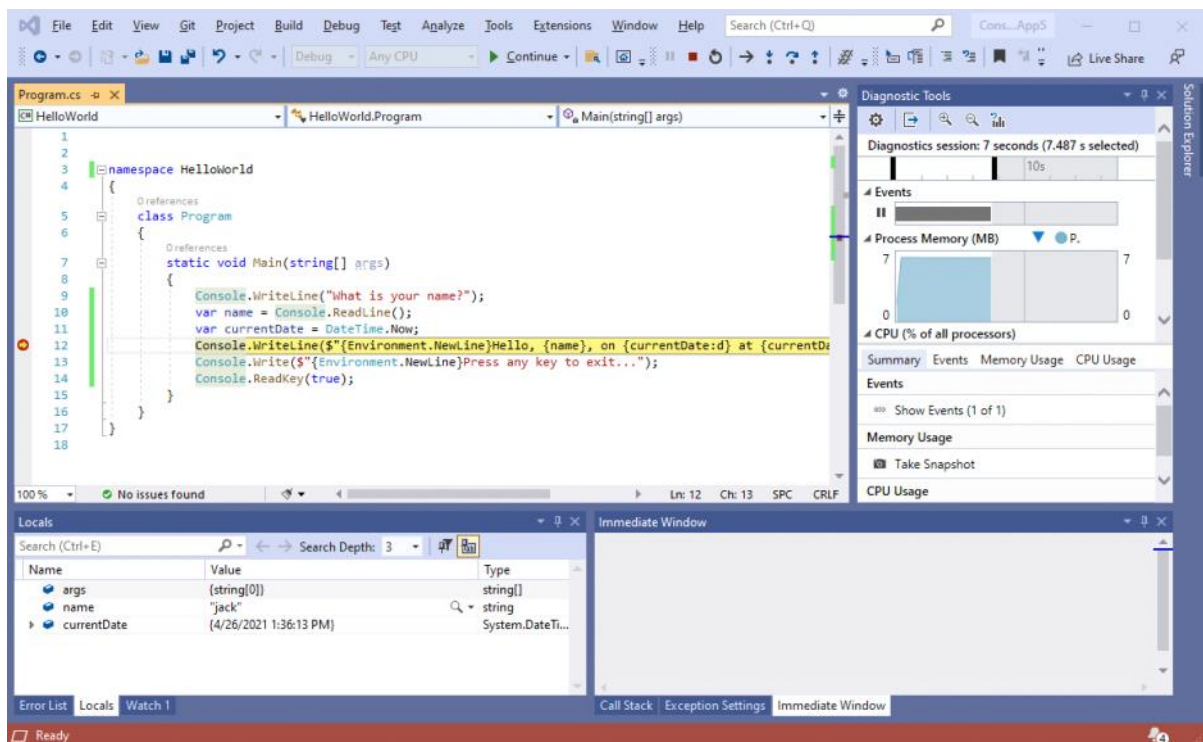 File Edit View Git Project Build Debug Test Analyze Tools Extensions Window Help Search (Ctrl+Q) Cons...App5
Debug Any CPU Continue Live Share
Program.cs
HelloWorld HelloWorld.Program Main(string[] args)
1
2
3 namespace HelloWorld
4 {
0 references
5 class Program
6 {
0 references
7 static void Main(string[] args)
8 {
9 Console.WriteLine("What is your name?");
10 var name = Console.ReadLine();
11 var currentDate = DateTime.Now;
12 Console.WriteLine($"{Environment.NewLine}Hello, {name}, on {currentDate:d} at {currentDa
13 Console.Write($"{Environment.NewLine}Press any key to exit...");
14 Console.ReadKey(true);
15 }
16 }
17 }
18
100 % No issues found Ln: 12 Ch: 13 SPC CRLF
Diagnostic Tools
Diagnostics session: 7 seconds (7.487 s selected)
10s
Events
Process Memory (MB) P.
7 7
0 0
CPU (% of all processors)
Summary Events Memory Usage CPU Usage
Events
Show Events (1 of 1)
Memory Usage
Take Snapshot
CPU Usage
Solution Explorer
Locals
Search (Ctrl+E) Search Depth: 3
Name Value Type
args {string[0]} string[]
name "jack" string
currentDate {4/26/2021 1:36:13 PM} System.DateTi...
Error List Locals Watch 1
Immediate Window
Call Stack Exception Settings Immediate Window
Ready 4